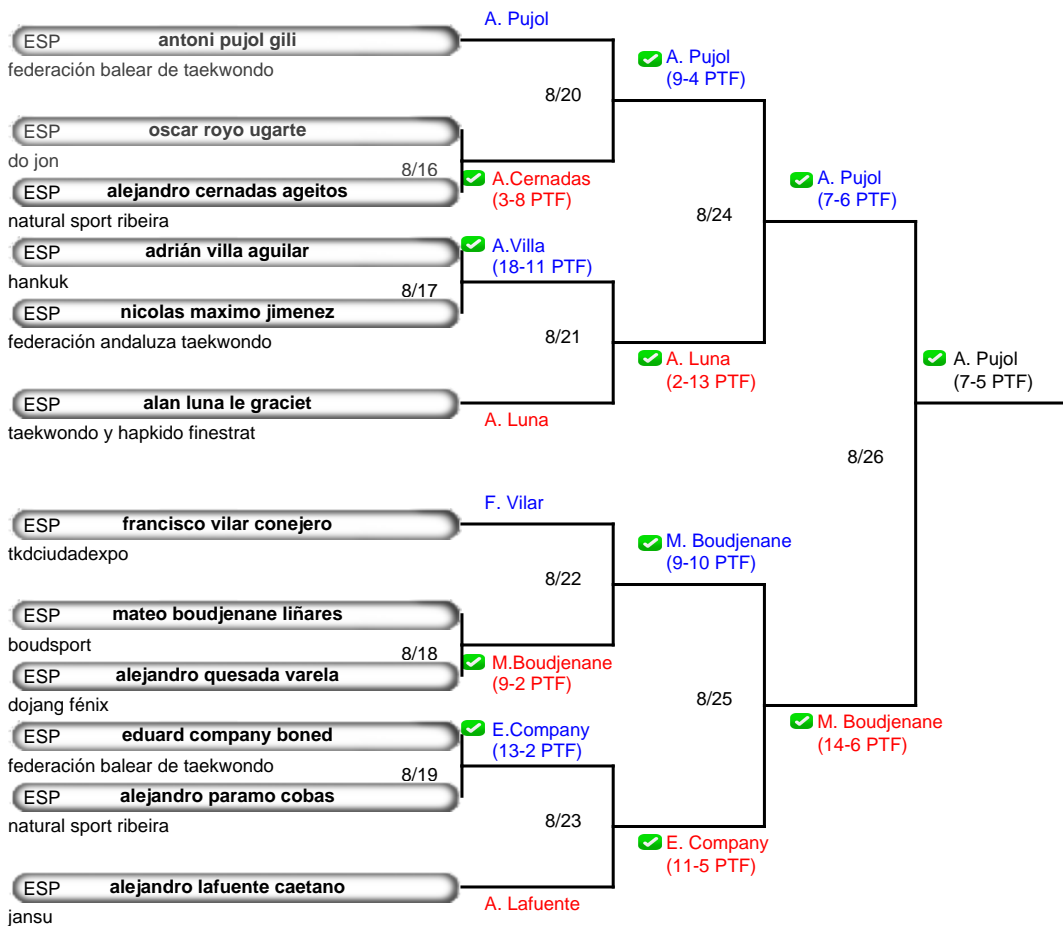 A. Pujol
ESP antoni pujol gili
federación balear de taekwondo
A. Pujol
(9-4 PTF)
8/20
ESP oscar royo ugarte
do jon
8/16
A.Cernadas
(3-8 PTF)
ESP alejandro cernadas ageitos
natural sport ribeira
A. Pujol
(7-6 PTF)
8/24
ESP adrián villa aguilar
hankuk
A.Villa
(18-11 PTF)
8/17
ESP nicolas maximo jimenez
federación andaluza taekwondo
8/21
A. Luna
(2-13 PTF)
A. Pujol
(7-5 PTF)
ESP alan luna le graciet
taekwondo y hapkido finestrat
A. Luna
8/26
F. Vilar
ESP francisco vilar conejero
tkdciudadexpo
M. Boudjenane
(9-10 PTF)
8/22
ESP mateo boudjenane liñares
boudsport
8/18
M.Boudjenane
(9-2 PTF)
ESP alejandro quesada varela
dojang fénix
8/25
M. Boudjenane
(14-6 PTF)
ESP eduard company boned
federación balear de taekwondo
E.Company
(13-2 PTF)
8/19
ESP alejandro paramo cobas
natural sport ribeira
8/23
E. Company
(11-5 PTF)
ESP alejandro lafuente caetano
jansu
A. Lafuente